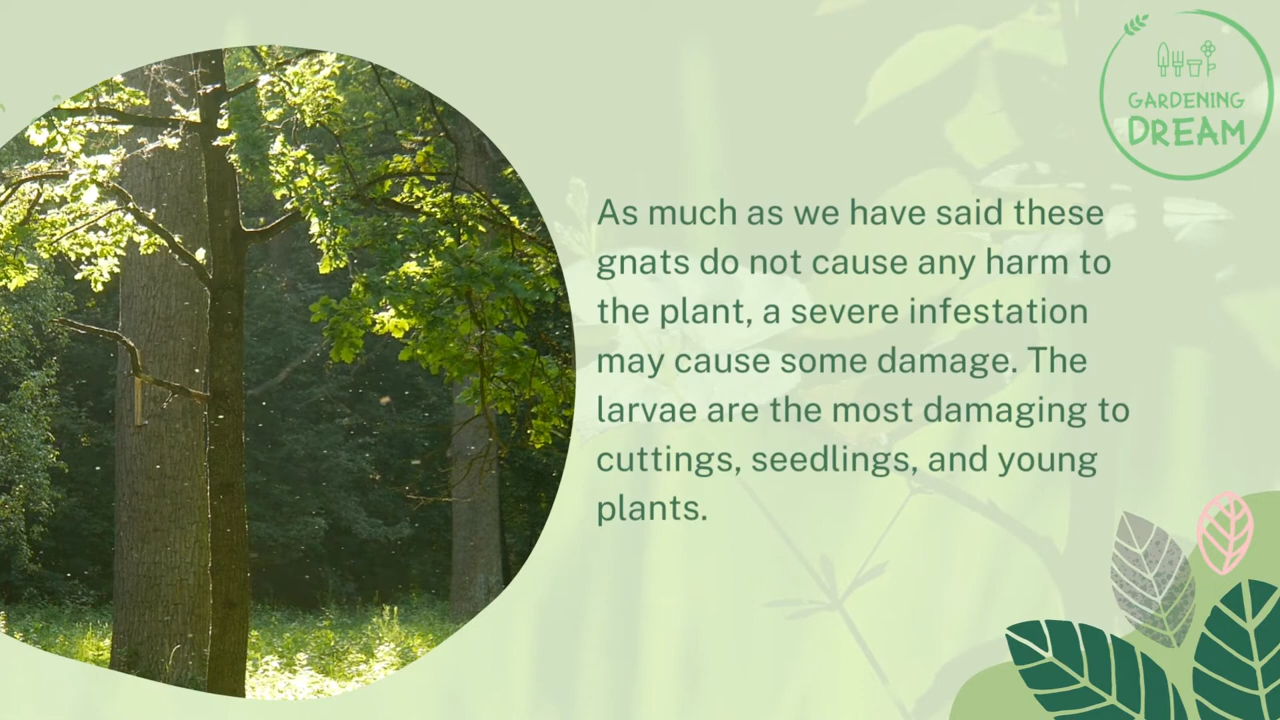 GARDENING
DREAM
As much as we have said these
gnats do not cause any harm to
the plant, a severe infestation
may cause some damage. The
larvae are the most damaging to
cuttings, seedlings, and young
plants.